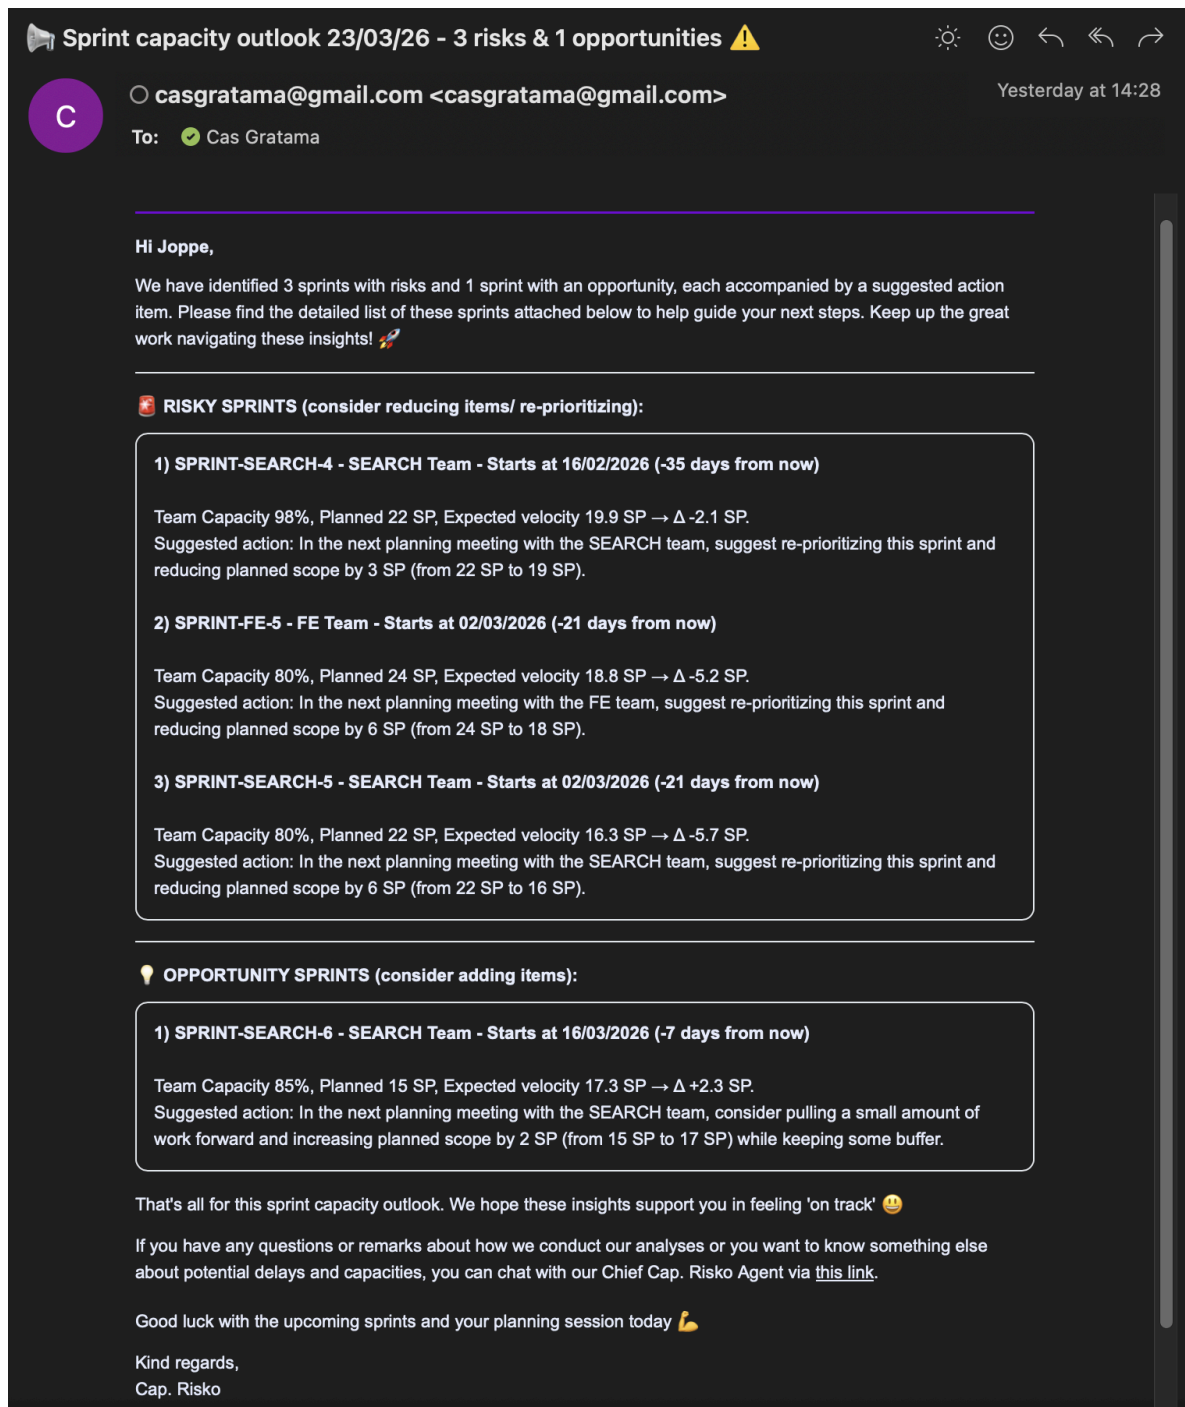 📢 Sprint capacity outlook 23/03/26 - 3 risks & 1 opportunities ⚠️
C
casgratama@gmail.com <casgratama@gmail.com>
Yesterday at 14:28
To: Cas Gratama
Hi Joppe,
We have identified 3 sprints with risks and 1 sprint with an opportunity, each accompanied by a suggested action
item. Please find the detailed list of these sprints attached below to help guide your next steps. Keep up the great
work navigating these insights! 🚀
🚨 RISKY SPRINTS (consider reducing items/ re-prioritizing):
1) SPRINT-SEARCH-4 - SEARCH Team - Starts at 16/02/2026 (-35 days from now)
Team Capacity 98%, Planned 22 SP, Expected velocity 19.9 SP → Δ -2.1 SP.
Suggested action: In the next planning meeting with the SEARCH team, suggest re-prioritizing this sprint and
reducing planned scope by 3 SP (from 22 SP to 19 SP).
2) SPRINT-FE-5 - FE Team - Starts at 02/03/2026 (-21 days from now)
Team Capacity 80%, Planned 24 SP, Expected velocity 18.8 SP → Δ -5.2 SP.
Suggested action: In the next planning meeting with the FE team, suggest re-prioritizing this sprint and
reducing planned scope by 6 SP (from 24 SP to 18 SP).
3) SPRINT-SEARCH-5 - SEARCH Team - Starts at 02/03/2026 (-21 days from now)
Team Capacity 80%, Planned 22 SP, Expected velocity 16.3 SP → Δ -5.7 SP.
Suggested action: In the next planning meeting with the SEARCH team, suggest re-prioritizing this sprint and
reducing planned scope by 6 SP (from 22 SP to 16 SP).
💡 OPPORTUNITY SPRINTS (consider adding items):
1) SPRINT-SEARCH-6 - SEARCH Team - Starts at 16/03/2026 (-7 days from now)
Team Capacity 85%, Planned 15 SP, Expected velocity 17.3 SP → Δ +2.3 SP.
Suggested action: In the next planning meeting with the SEARCH team, consider pulling a small amount of
work forward and increasing planned scope by 2 SP (from 15 SP to 17 SP) while keeping some buffer.
That's all for this sprint capacity outlook. We hope these insights support you in feeling 'on track' 😃
If you have any questions or remarks about how we conduct our analyses or you want to know something else
about potential delays and capacities, you can chat with our Chief Cap. Risko Agent via this link.
Good luck with the upcoming sprints and your planning session today 💪
Kind regards,
Cap. Risko